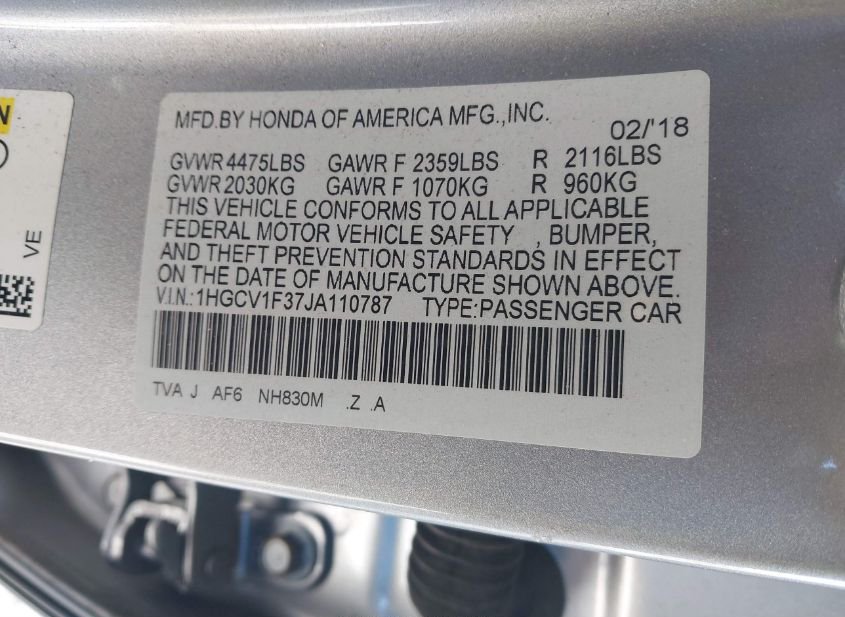 N
VE
MFD.BY HONDA OF AMERICA MFG.,INC.
02/'18
GVWR 4475LBS GAWR F 2359LBS R 2116LBS
GVWR 2030KG GAWR F 1070KG R 960KG
THIS VEHICLE CONFORMS TO ALL APPLICABLE
FEDERAL MOTOR VEHICLE SAFETY , BUMPER,
AND THEFT PREVENTION STANDARDS IN EFFECT
ON THE DATE OF MANUFACTURE SHOWN ABOVE.
V.I.N.:1HGCV1F37JA110787 TYPE:PASSENGER CAR
TVA J AF6 NH830M .Z .A